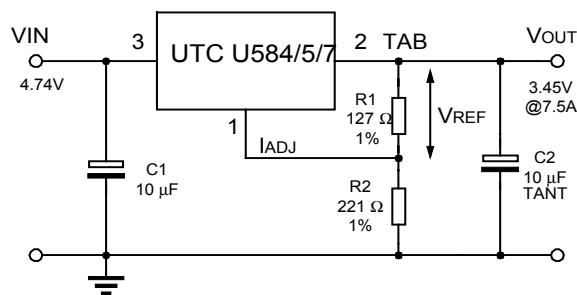 VIN
4.74V
3
UTC U584/5/7
2
TAB
VOUT
3.45V
@7.5A
1
IADJ
R1
127 Ω
1%
VREF
C1
10 µF
R2
221 Ω
1%
C2
10 µF
TANT